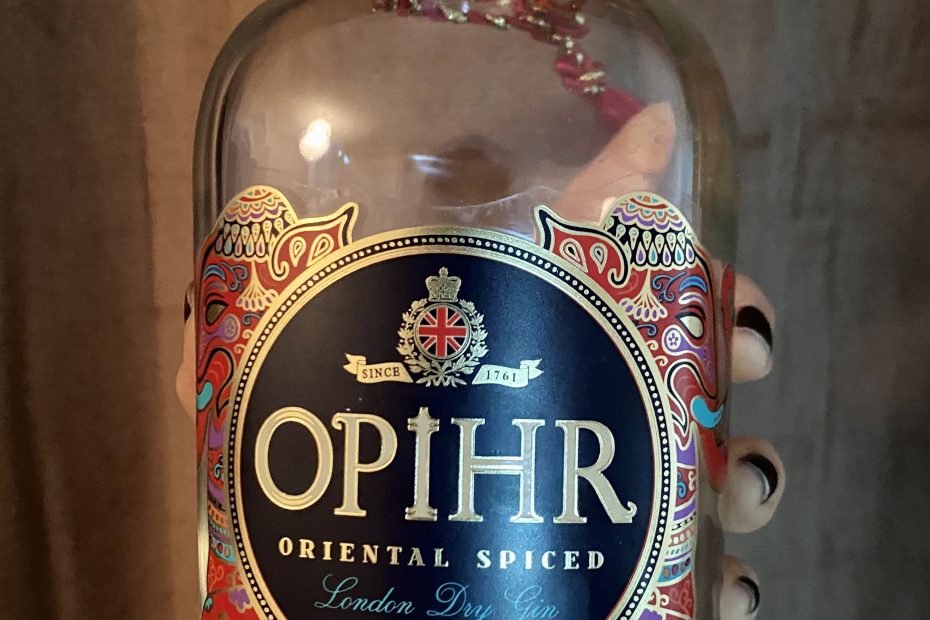 SINCE 1761
OPIHR
ORIENTAL SPICED
London Dry Gin